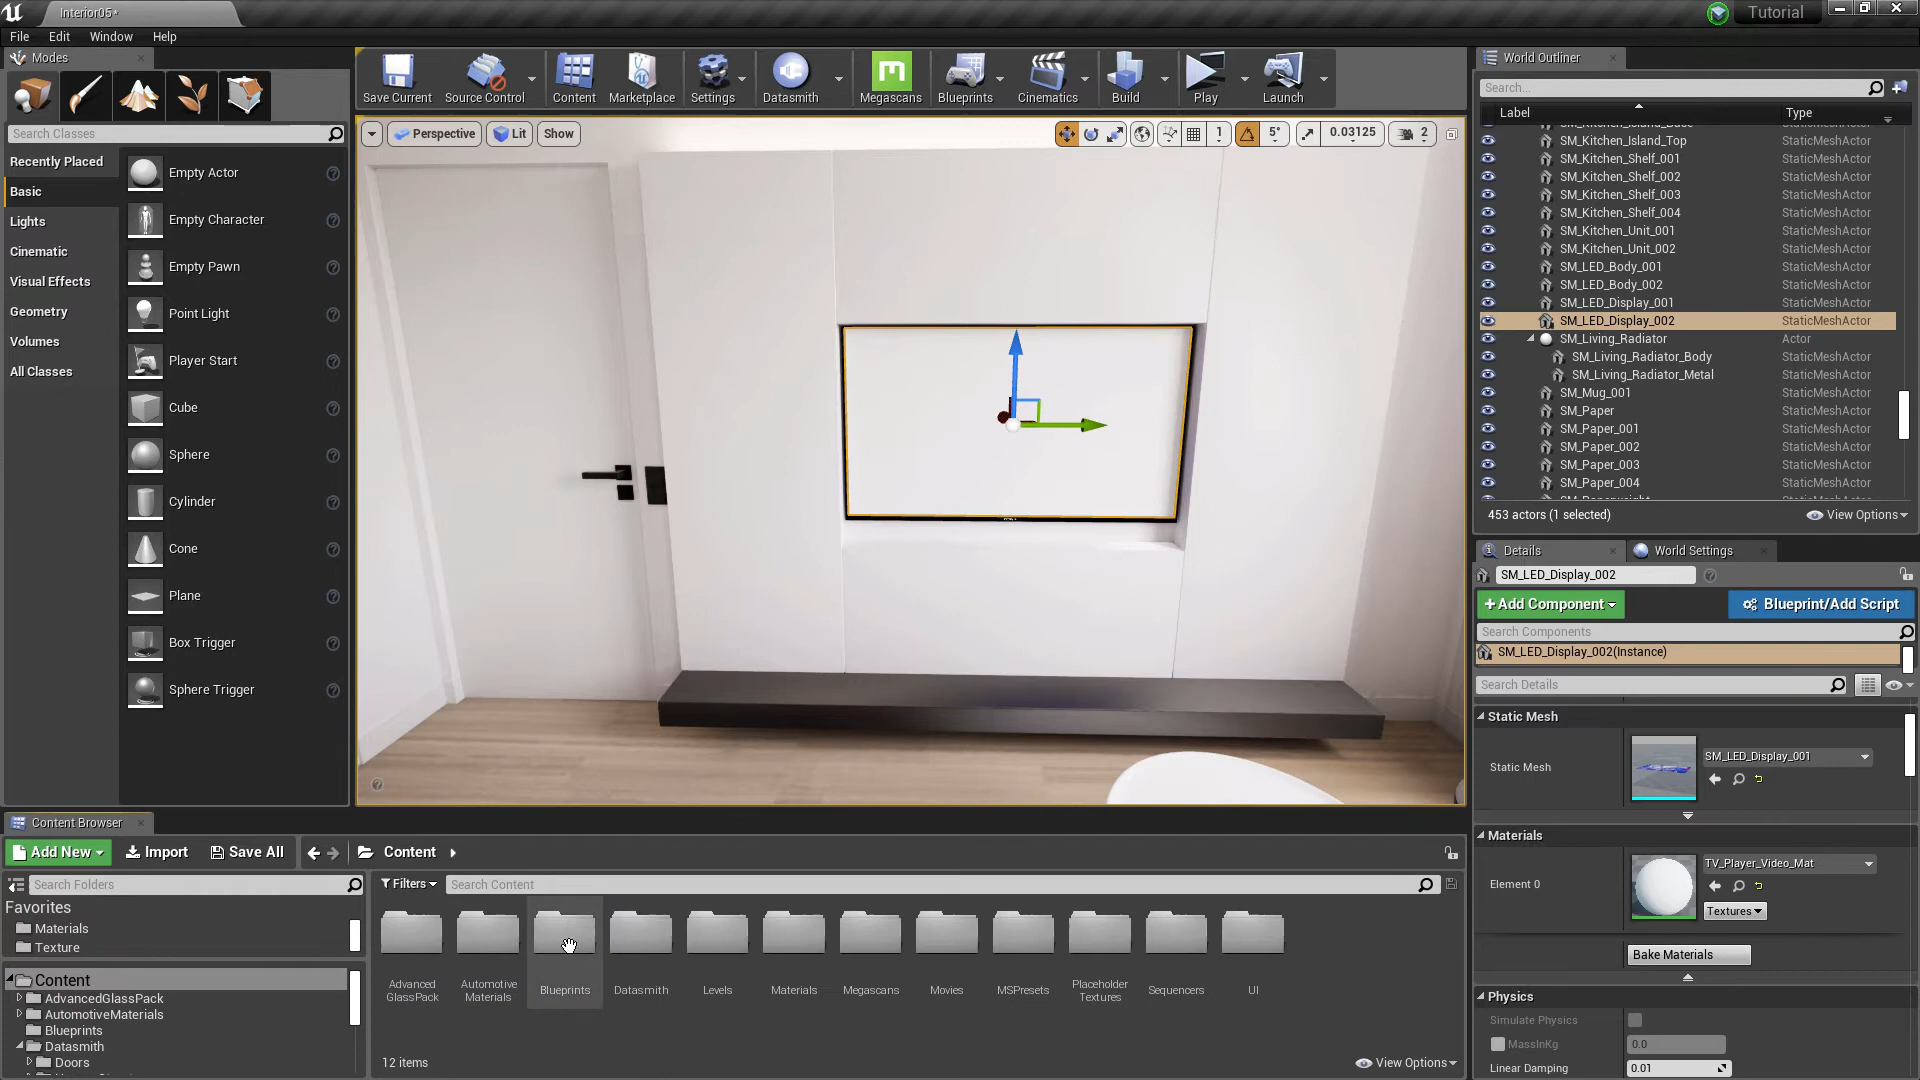 Interior05*
Tutorial
File
Edit
Window
Help
Modes
Search Classes
Recently Placed
Basic
Lights
Cinematic
Visual Effects
Geometry
Volumes
All Classes
Empty Actor
Empty Character
Empty Pawn
Point Light
Player Start
Cube
Sphere
Cylinder
Cone
Plane
Box Trigger
Sphere Trigger
Save Current
Source Control
Content
Marketplace
Settings
Datasmith
Megascans
Blueprints
Cinematics
Build
Play
Launch
Perspective
Lit
Show
1
5°
0.03125
2
World Outliner
Search...
Label
Type
SM_Kitchen_Island_Base
StaticMeshActor
SM_Kitchen_Island_Top
StaticMeshActor
SM_Kitchen_Shelf_001
StaticMeshActor
SM_Kitchen_Shelf_002
StaticMeshActor
SM_Kitchen_Shelf_003
StaticMeshActor
SM_Kitchen_Shelf_004
StaticMeshActor
SM_Kitchen_Unit_001
StaticMeshActor
SM_Kitchen_Unit_002
StaticMeshActor
SM_LED_Body_001
StaticMeshActor
SM_LED_Body_002
StaticMeshActor
SM_LED_Display_001
StaticMeshActor
SM_LED_Display_002
StaticMeshActor
SM_Living_Radiator
Actor
SM_Living_Radiator_Body
StaticMeshActor
SM_Living_Radiator_Metal
StaticMeshActor
SM_Mug_001
StaticMeshActor
SM_Paper
StaticMeshActor
SM_Paper_001
StaticMeshActor
SM_Paper_002
StaticMeshActor
SM_Paper_003
StaticMeshActor
SM_Paper_004
StaticMeshActor
453 actors (1 selected)
View Options
Details
World Settings
SM_LED_Display_002
+Add Component
Blueprint/Add Script
Search Components
SM_LED_Display_002(Instance)
Search Details
Static Mesh
Static Mesh
SM_LED_Display_001
Materials
Element 0
TV_Player_Video_Mat
Textures
Bake Materials
Physics
Simulate Physics
MassInKg
0.0
Linear Damping
0.01
Content Browser
Add New
Import
Save All
Content
Search Folders
Filters
Search Content
Favorites
Materials
Texture
Content
AdvancedGlassPack
AutomotiveMaterials
Blueprints
Datasmith
Doors
Advanced GlassPack
Automotive Materials
Blueprints
Datasmith
Levels
Materials
Megascans
Movies
MSPresets
Placeholder Textures
Sequencers
UI
12 items
View Options